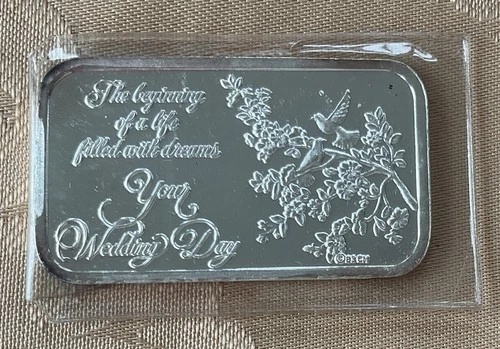 The beginning
of a life
filled with dreams
Your
Wedding Day